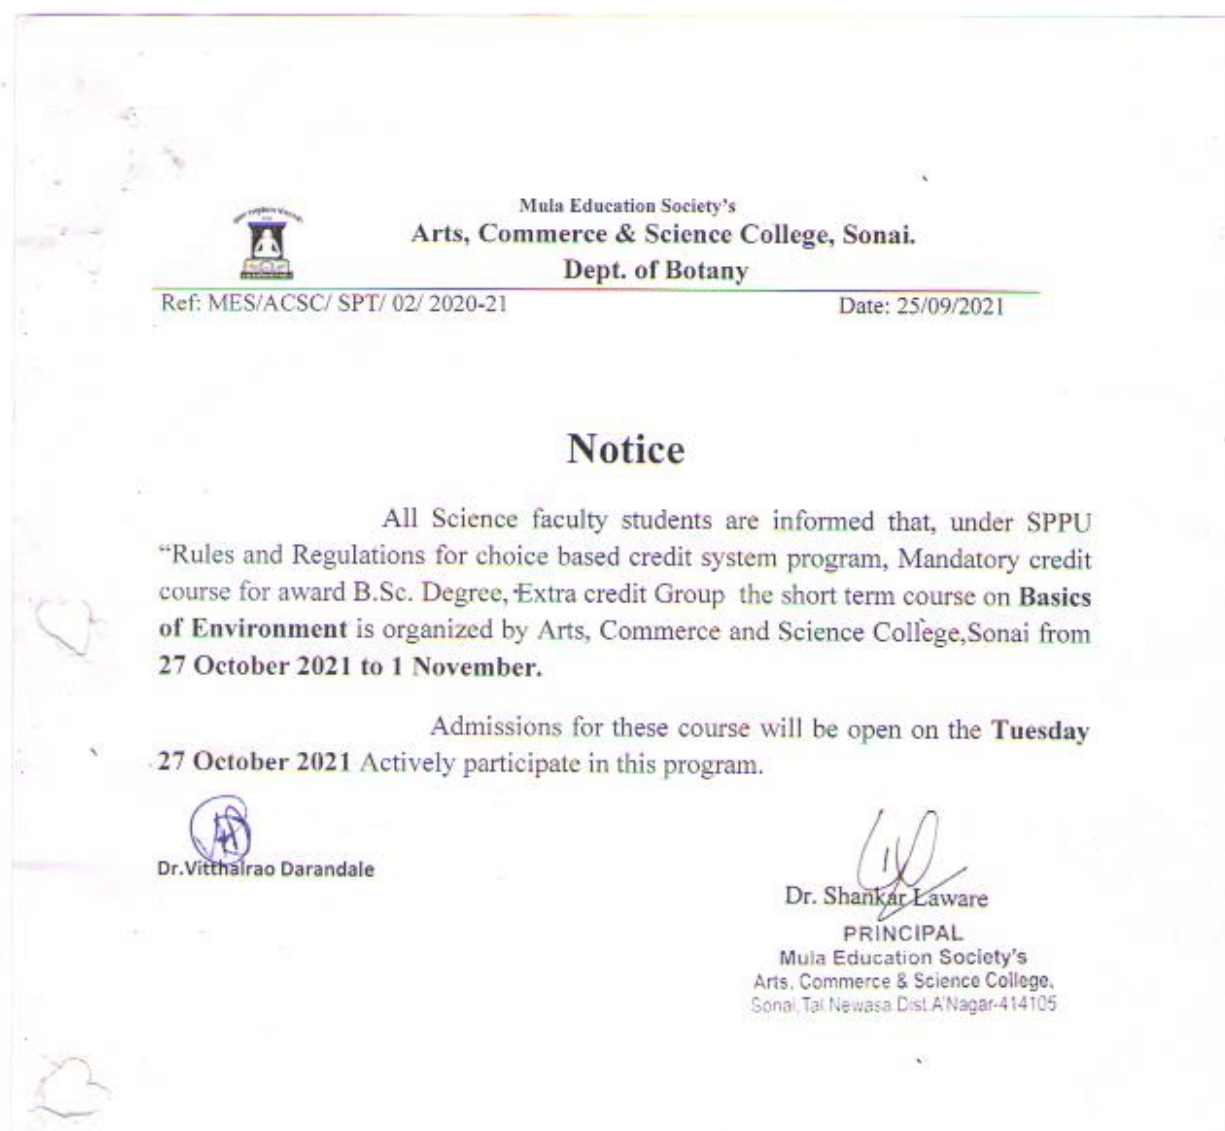 Mula Education Society's
Arts, Commerce & Science College, Sonai.
Dept. of Botany
Ref: MES/ACSC/ SPT/ 02/ 2020-21 Date: 25/09/2021
Notice
All Science faculty students are informed that, under SPPU
“Rules and Regulations for choice based credit system program, Mandatory credit
course for award B.Sc. Degree, Extra credit Group the short term course on Basics
of Environment is organized by Arts, Commerce and Science College,Sonai from
27 October 2021 to 1 November.
Admissions for these course will be open on the Tuesday
27 October 2021 Actively participate in this program.
Dr.Vitthalrao Darandale
Dr. Shankar Laware
PRINCIPAL
Mula Education Society's
Arts, Commerce & Science College,
Sonai, Tal.Newasa Dist.A'Nagar-414105